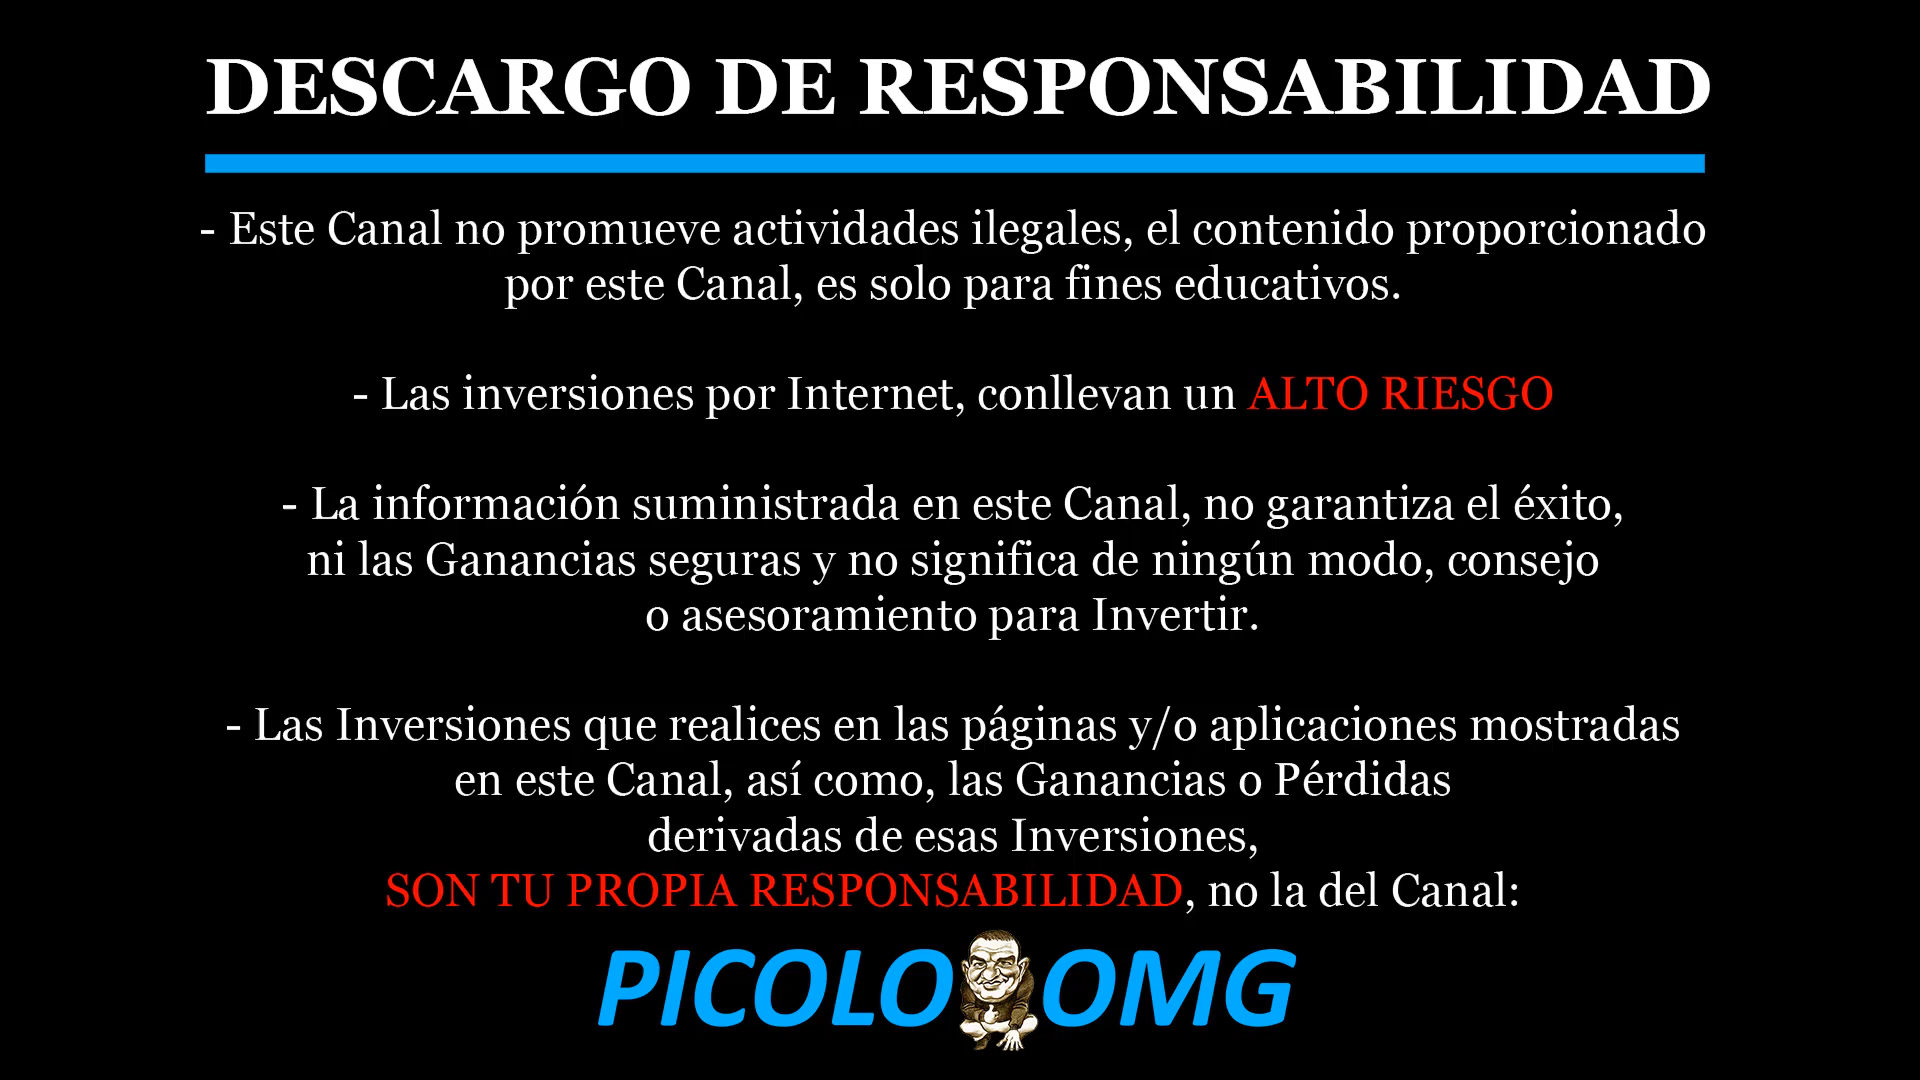 DESCARGO DE RESPONSABILIDAD
- Este Canal no promueve actividades ilegales, el contenido proporcionado
por este Canal, es solo para fines educativos.
- Las inversiones por Internet, conllevan un ALTO RIESGO
- La información suministrada en este Canal, no garantiza el éxito,
ni las Ganancias seguras y no significa de ningún modo, consejo
o asesoramiento para Invertir.
- Las Inversiones que realices en las páginas y/o aplicaciones mostradas
en este Canal, así como, las Ganancias o Pérdidas
derivadas de esas Inversiones,
SON TU PROPIA RESPONSABILIDAD, no la del Canal:
PICOLO OMG